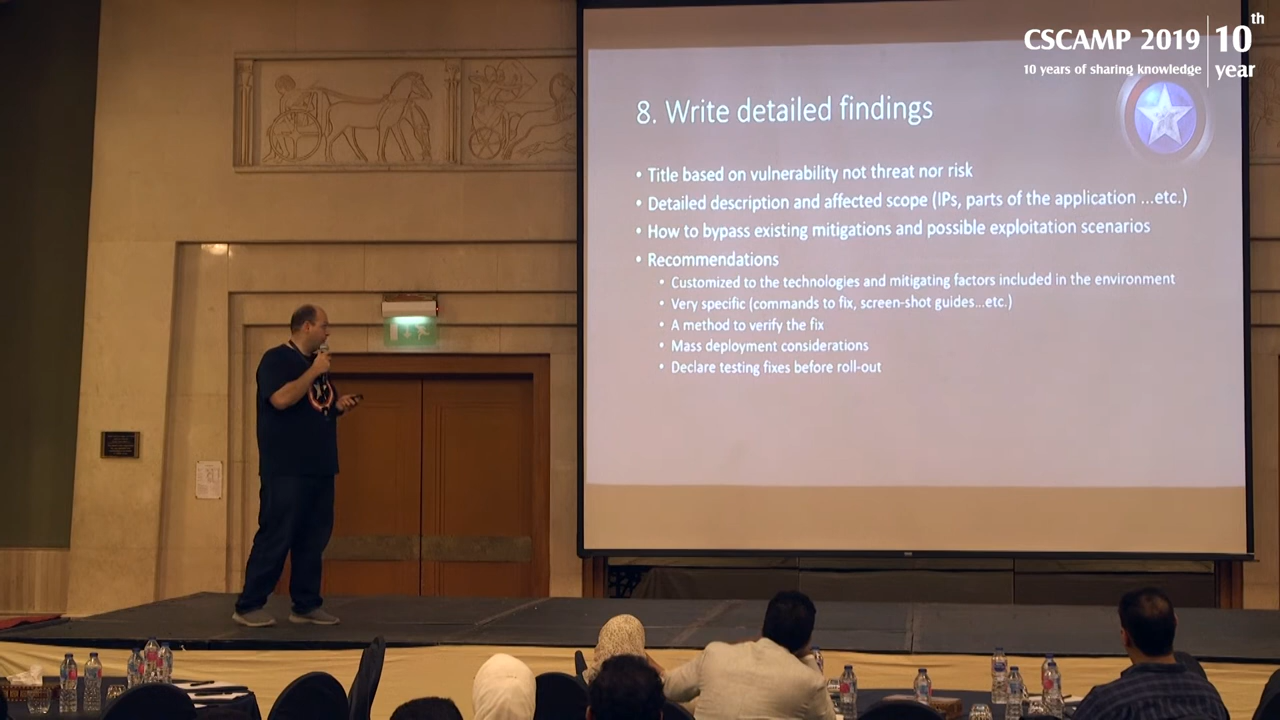 CSCAMP 2019
10 years of sharing knowledge
10th
year
8. Write detailed findings
• Title based on vulnerability not threat nor risk
• Detailed description and affected scope (IPs, parts of the application ...etc.)
• How to bypass existing mitigations and possible exploitation scenarios
• Recommendations
• Customized to the technologies and mitigating factors included in the environment
• Very specific (commands to fix, screen-shot guides...etc.)
• A method to verify the fix
• Mass deployment considerations
• Declare testing fixes before roll-out